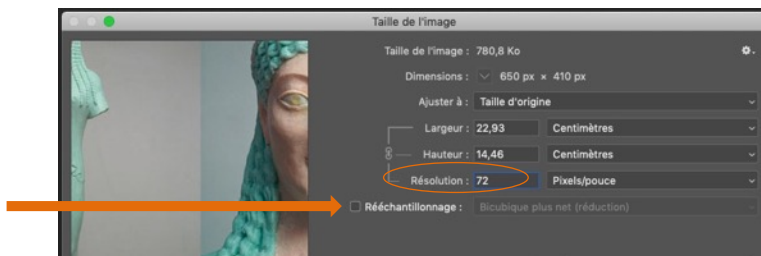 Taille de l'image
Taille de l'image : 780,8 Ko
Dimensions : 650 px × 410 px
Ajuster à : Taille d'origine
Largeur : 22,93 Centimètres
Hauteur : 14,46 Centimètres
Résolution : 72 Pixels/pouce
Rééchantillonnage : Bicubique plus net (réduction)